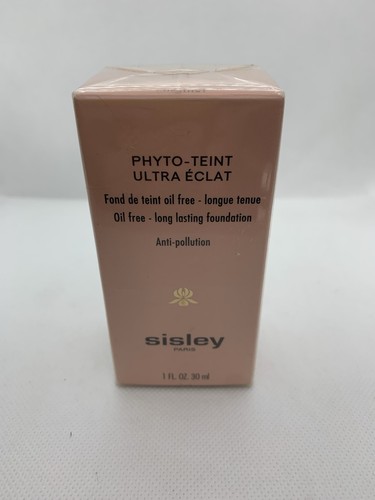 PHYTO-TEINT
ULTRA ÉCLAT
Fond de teint oil free - longue tenue
Oil free - long lasting foundation
Anti-pollution
sisley
PARIS
1 FL. OZ. 30 ml